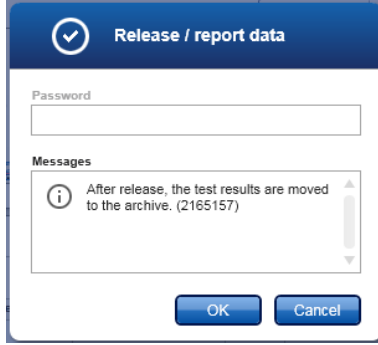 Release / report data
Password
Messages
After release, the test results are moved
to the archive. (2165157)
OK
Cancel